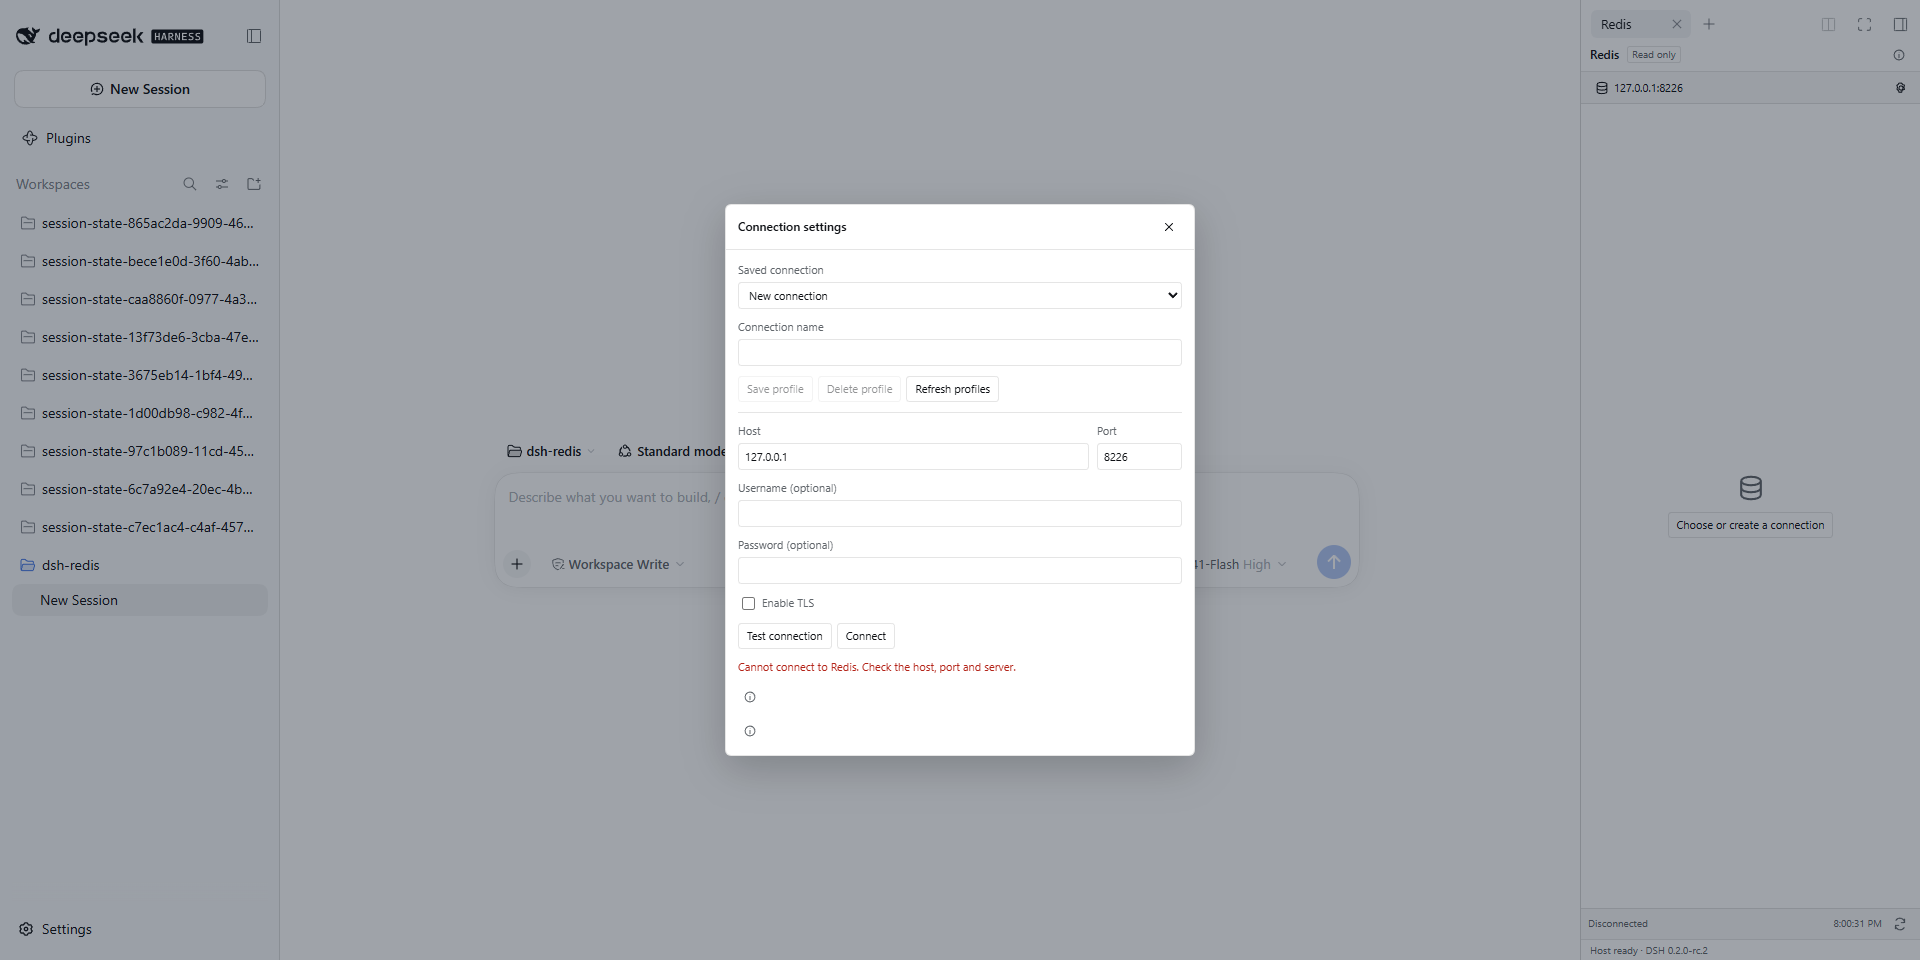 deepseek HARNESS
New Session
Plugins
Workspaces
session-state-865ac2da-9909-46...
session-state-bece1e0d-3f60-4ab...
session-state-caa8860f-0977-4a3...
session-state-13f73de6-3cba-47e...
session-state-3675eb14-1bf4-49...
session-state-1d00db98-c982-4f...
session-state-97c1b089-11cd-45...
session-state-6c7a92e4-20ec-4b...
session-state-c7ec1ac4-c4af-457...
dsh-redis
New Session
Settings
dsh-redis
Standard mode
Describe what you want to build. /
Workspace Write
41-Flash High
Connection settings
Saved connection
New connection
Connection name
Save profile
Delete profile
Refresh profiles
Host
Port
127.0.0.1
8226
Username (optional)
Password (optional)
Enable TLS
Test connection
Connect
Cannot connect to Redis. Check the host, port and server.
Redis
Redis
Read only
127.0.0.1:8226
Choose or create a connection
Disconnected
8:00:31 PM
Host ready · DSH 0.2.0-rc.2